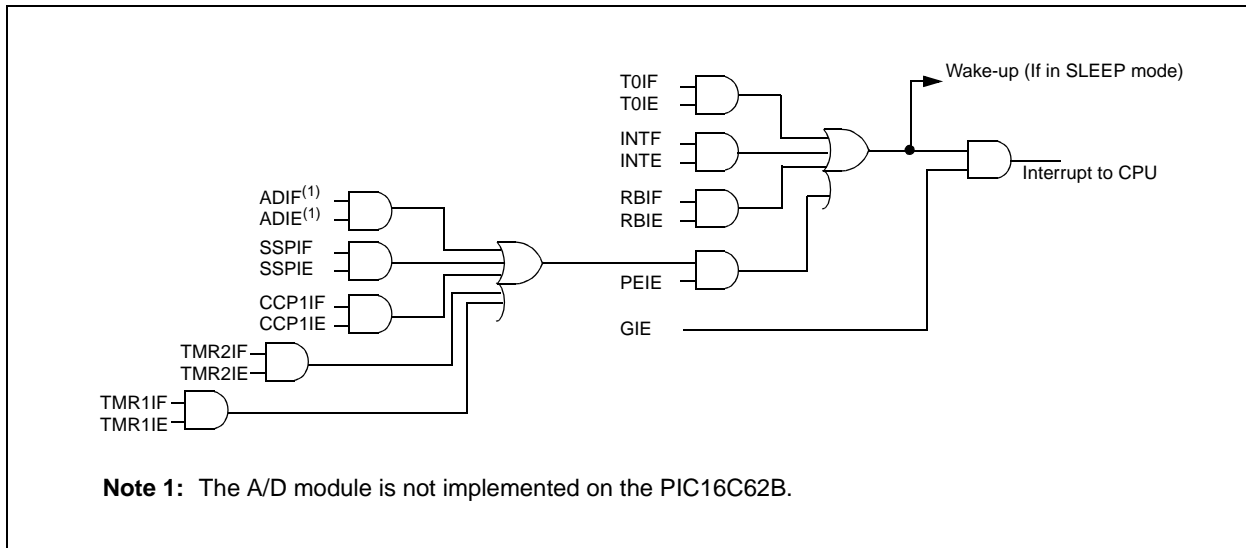 Wake-up (If in SLEEP mode)
T0IF
T0IE
INTF
INTE
Interrupt to CPU
RBIF
RBIE
ADIF(1)
ADIE(1)
SSPIF
SSPIE
PEIE
CCP1IF
CCP1IE
GIE
TMR2IF
TMR2IE
TMR1IF
TMR1IE
Note 1: The A/D module is not implemented on the PIC16C62B.